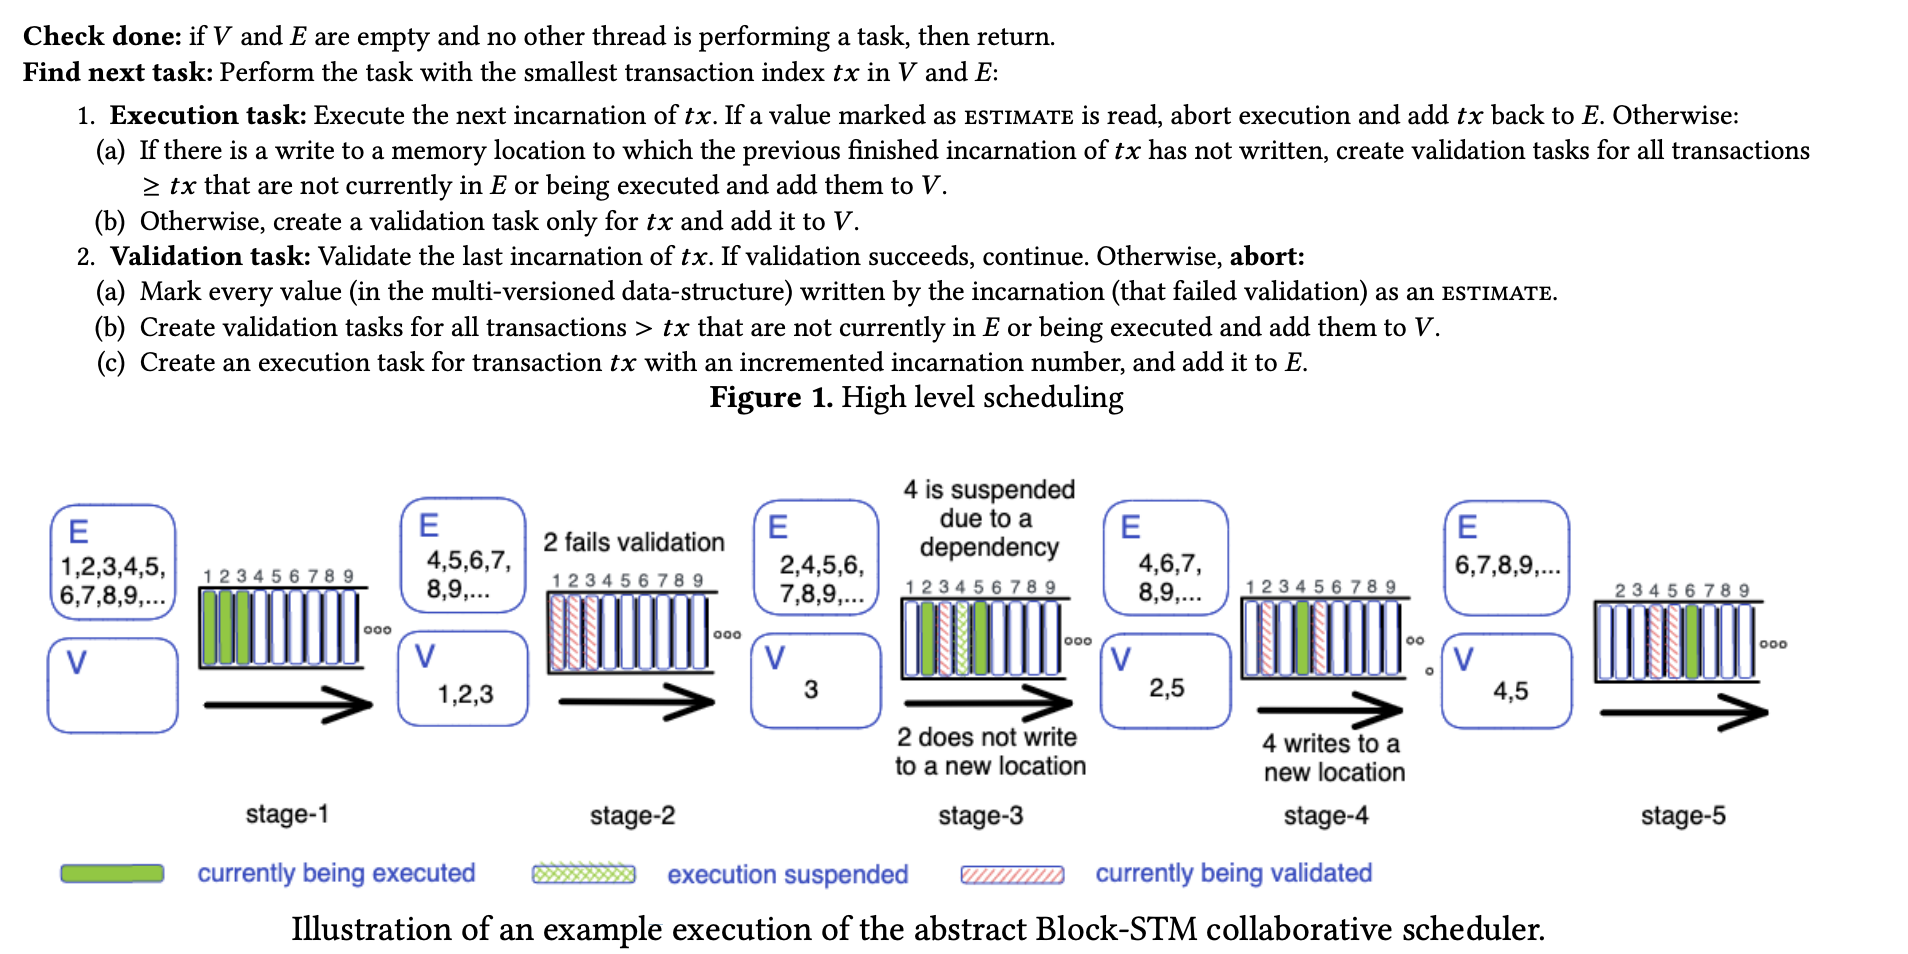 Check done: if V and E are empty and no other thread is performing a task, then return.
Find next task: Perform the task with the smallest transaction index tx in V and E:
1. Execution task: Execute the next incarnation of tx. If a value marked as ESTIMATE is read, abort execution and add tx back to E. Otherwise:
(a) If there is a write to a memory location to which the previous finished incarnation of tx has not written, create validation tasks for all transactions
≥ tx that are not currently in E or being executed and add them to V.
(b) Otherwise, create a validation task only for tx and add it to V.
2. Validation task: Validate the last incarnation of tx. If validation succeeds, continue. Otherwise, abort:
(a) Mark every value (in the multi-versioned data-structure) written by the incarnation (that failed validation) as an ESTIMATE.
(b) Create validation tasks for all transactions > tx that are not currently in E or being executed and add them to V.
(c) Create an execution task for transaction tx with an incremented incarnation number, and add it to E.
Figure 1. High level scheduling
E
1,2,3,4,5,
6,7,8,9,...
V
1 2 3 4 5 6 7 8 9
stage-1
E
4,5,6,7,
8,9,...
V
1,2,3
2 fails validation
1 2 3 4 5 6 7 8 9
stage-2
E
2,4,5,6,
7,8,9,...
V
3
4 is suspended
due to a
dependency
1 2 3 4 5 6 7 8 9
2 does not write
to a new location
stage-3
E
4,6,7,
8,9,...
V
2,5
1 2 3 4 5 6 7 8 9
4 writes to a
new location
stage-4
E
6,7,8,9,...
V
4,5
2 3 4 5 6 7 8 9
stage-5
currently being executed
execution suspended
currently being validated
Illustration of an example execution of the abstract Block-STM collaborative scheduler.